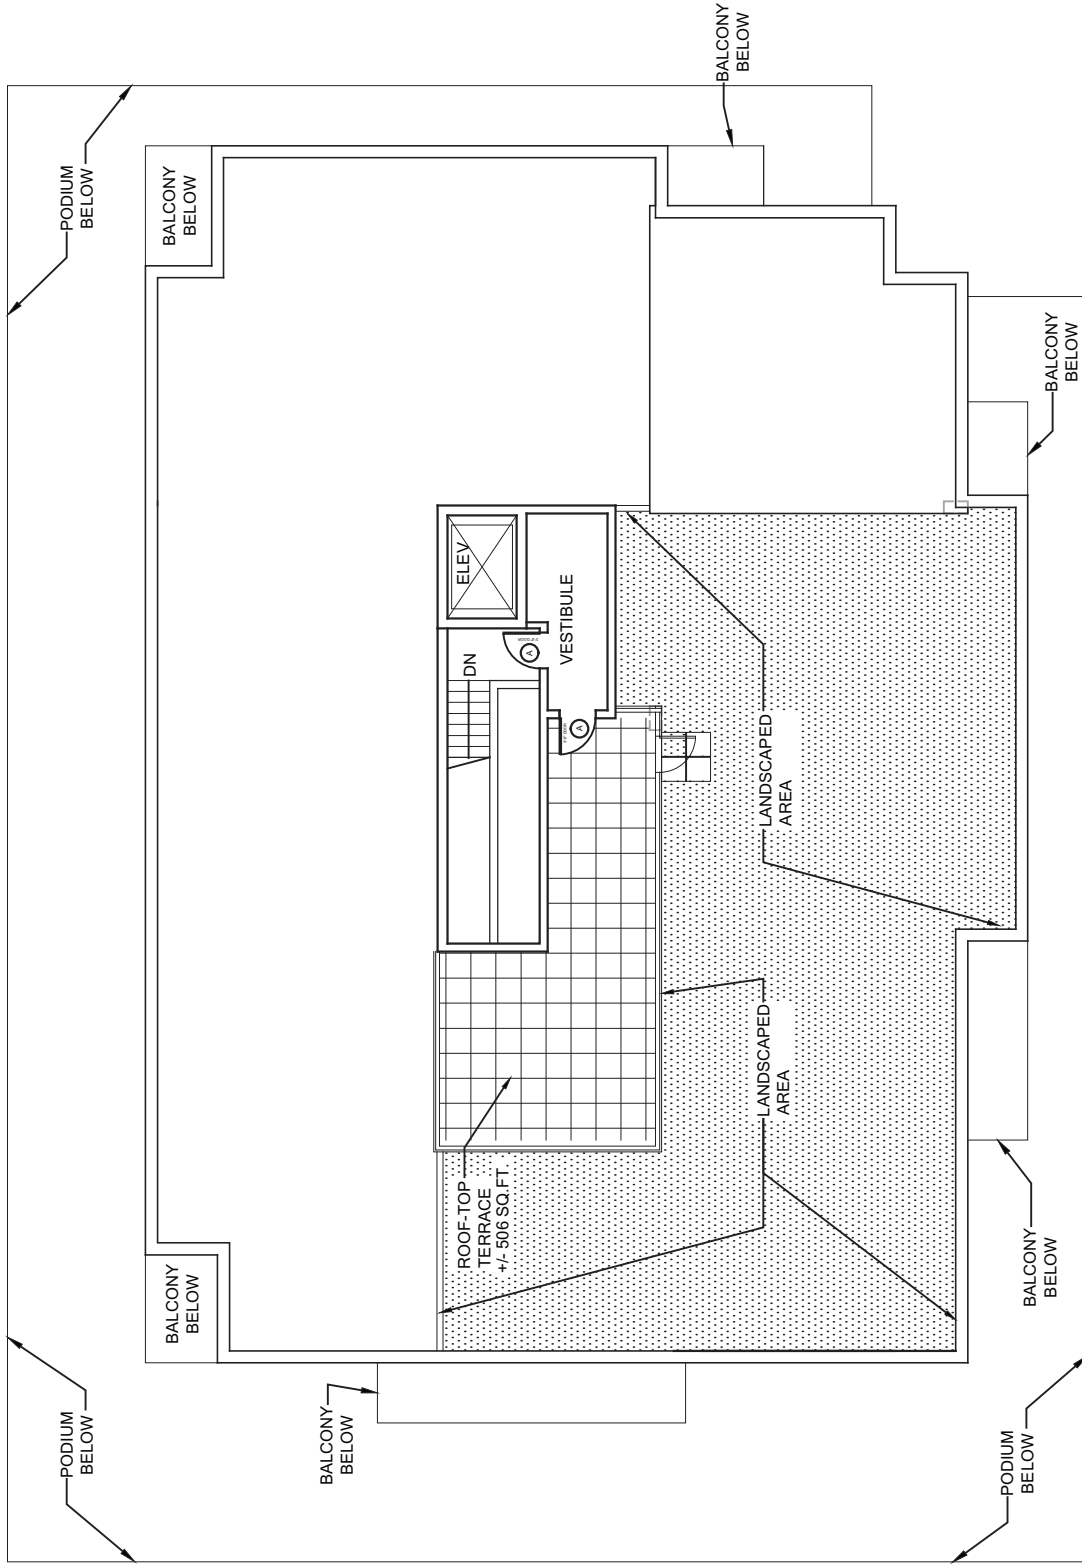 PODIUM
BELOW
PODIUM
BELOW
BALCONY
BELOW
BALCONY
BELOW
BALCONY
BELOW
ROOF-TOP
TERRACE
+/- 506 SQ.FT
ELEV
DN
A
VESTIBULE
A
BALCONY
BELOW
LANDSCAPED
AREA
LANDSCAPED
AREA
PODIUM
BELOW
BALCONY
BELOW
BALCONY
BELOW